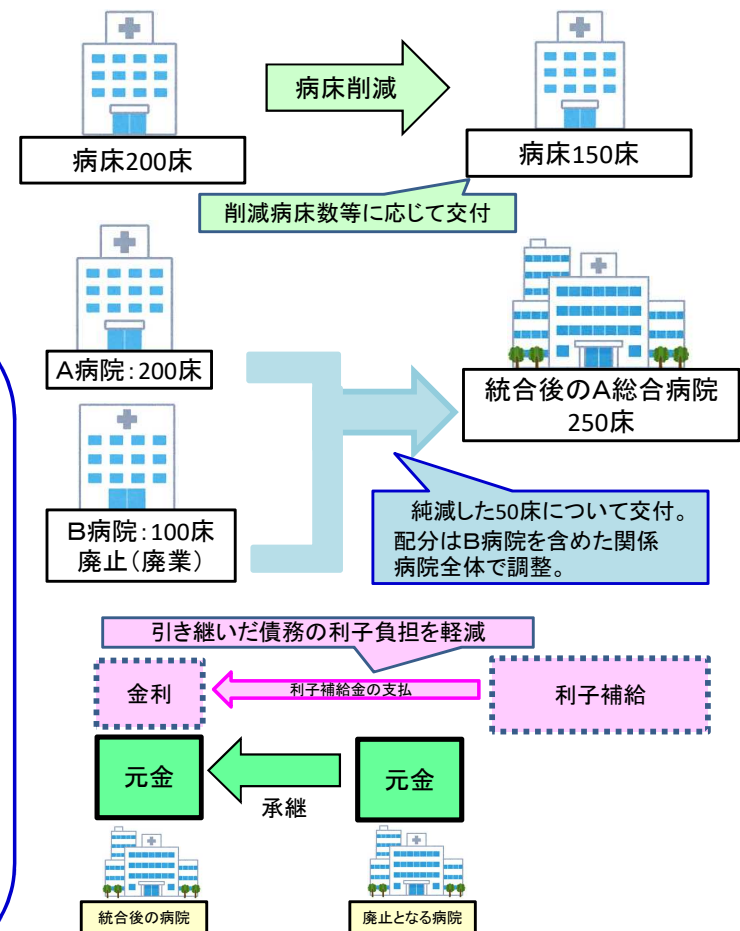 病床削減
病床200床
病床150床
削減病床数等に応じて交付
A病院:200床
B病院:100床
廃止(廃業)
統合後のA総合病院
250床
純減した50床について交付。
配分はB病院を含めた関係
病院全体で調整。
引き継いだ債務の利子負担を軽減
金利
利子補給金の支払
利子補給
元金
承継
元金
統合後の病院
廃止となる病院